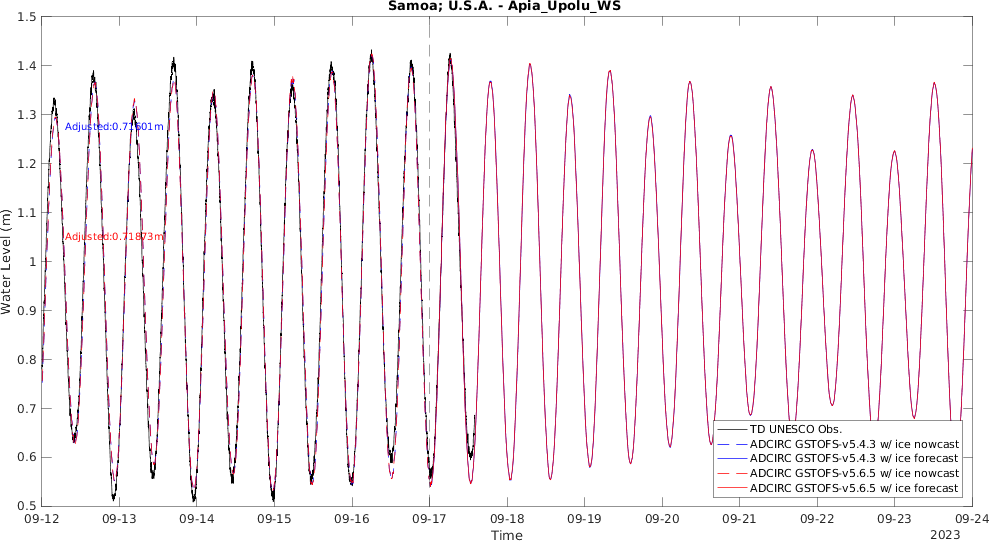 Samoa; U.S.A. - Apia_Upolu_WS
1.5
1.4
1.3
1.2
1.1
1
0.9
0.8
0.7
0.6
0.5
Water Level (m)
Adjusted:0.71873m
TD UNESCO Obs.
ADCIRC GSTOFS-v5.4.3 w/ ice nowcast
ADCIRC GSTOFS-v5.4.3 w/ ice forecast
ADCIRC GSTOFS-v5.6.5 w/ ice nowcast
ADCIRC GSTOFS-v5.6.5 w/ ice forecast
09-12 09-13 09-14 09-15 09-16 09-17 09-18 09-19 09-20 09-21 09-22 09-23 09-24
Time
2023